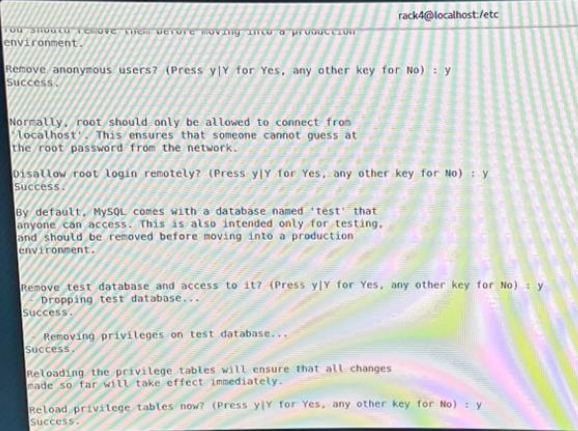 rack4@localhost:/etc
You should remove them before moving into a production
environment.
Remove anonymous users? (Press y|Y for Yes, any other key for No) : y
Success.
Normally, root should only be allowed to connect from
'localhost'. This ensures that someone cannot guess at
the root password from the network.
Disallow root login remotely? (Press y|Y for Yes, any other key for No) : y
Success.
By default, MySQL comes with a database named 'test' that
anyone can access. This is also intended only for testing,
and should be removed before moving into a production
environment.
Remove test database and access to it? (Press y|Y for Yes, any other key for No) : y
- Dropping test database...
Success.
Removing privileges on test database...
Success.
Reloading the privilege tables will ensure that all changes
made so far will take effect immediately.
Reload privilege tables now? (Press y|Y for Yes, any other key for No) : y
Success.